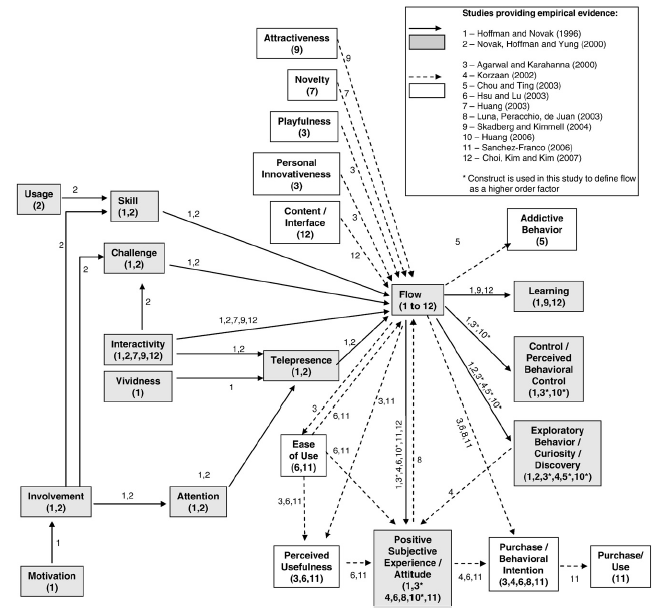 Studies providing empirical evidence:
1 – Hoffman and Novak (1996)
2 – Novak, Hoffman and Yung (2000)
3 – Agarwal and Karahanna (2000)
4 – Korzaan (2002)
5 – Chou and Ting (2003)
6 – Hsu and Lu (2003)
7 – Huang (2003)
8 – Luna, Peracchio, de Juan (2003)
9 – Skadberg and Kimmell (2004)
10 – Huang (2006)
11 – Sanchez-Franco (2006)
12 – Choi, Kim and Kim (2007)
* Construct is used in this study to define flow
as a higher order factor
Attractiveness
(9)
9
Novelty
(7)
7
Playfulness
(3)
3
Personal
Innovativeness
(3)
3
Content /
Interface
(12)
12
Usage
(2)
2
Skill
(1,2)
1,2
2
Challenge
(1,2)
1,2
2
2
Interactivity
(1,2,7,9,12)
1,2,7,9,12
1,2
Vividness
(1)
1
Telepresence
(1,2)
1,2
Flow
(1 to 12)
5
Addictive
Behavior
(5)
1,9,12
Learning
(1,9,12)
1,3*,10*
Control /
Perceived
Behavioral
Control
(1,3*,10*)
1,2,3*,4,5*,10*
Exploratory
Behavior /
Curiosity /
Discovery
(1,2,3*,4,5*,10*)
3
6,11
3,11
1,3*,4,6,10*,11,12
8
3,6,8,11
4
Ease
of Use
(6,11)
6,11
3,6,11
Involvement
(1,2)
1,2
Attention
(1,2)
1,2
1
Motivation
(1)
Perceived
Usefulness
(3,6,11)
6,11
Positive
Subjective
Experience /
Attitude
(1,3*
4,6,8,10*,11)
4,6,11
Purchase /
Behavioral
Intention
(3,4,6,8,11)
11
Purchase/
Use
(11)